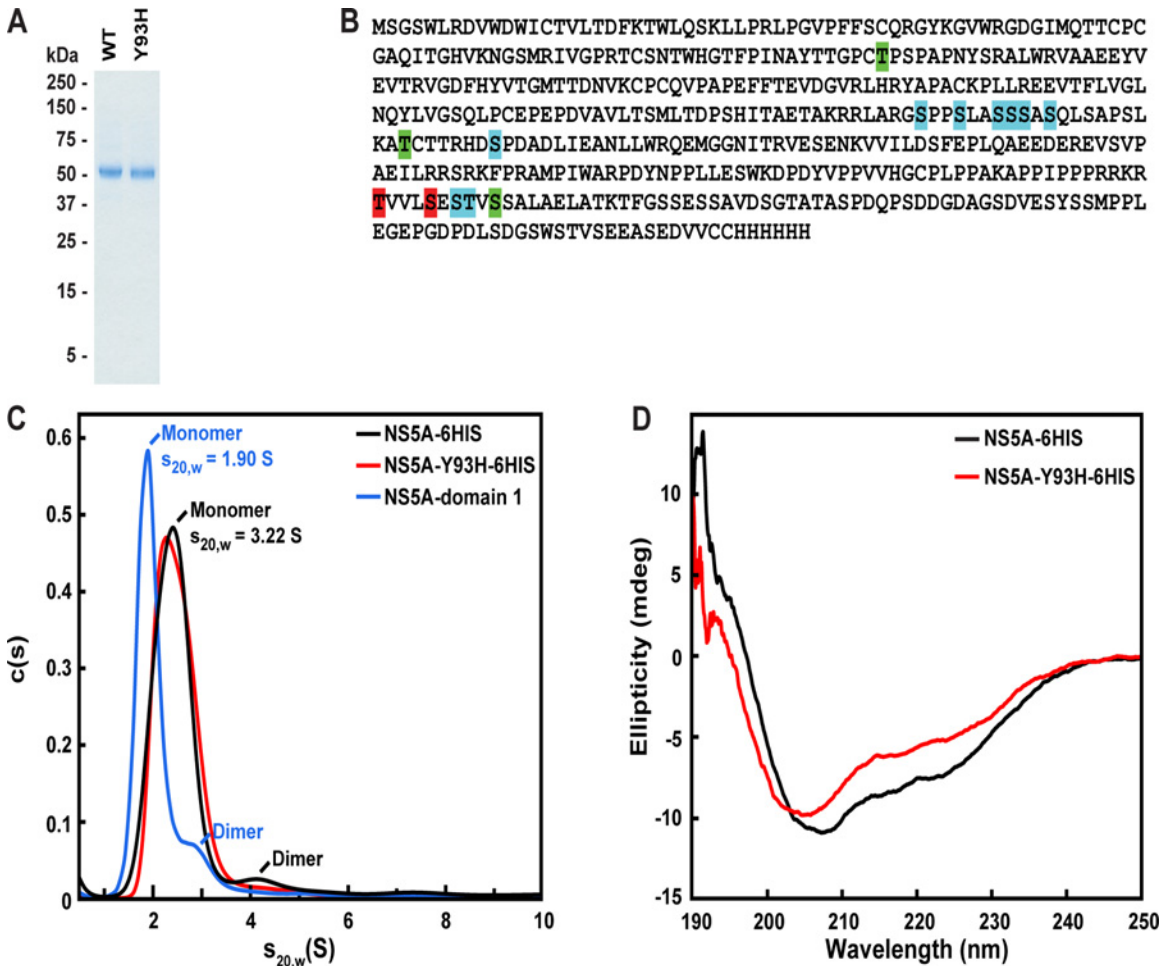 A
WT
Y93H
kDa
250 -
150 -
75 -
50 -
37 -
25 -
15 -
5 -
B
MSGSWLRDVWDWICTVLTDFKTWLQSKLLPRLPGVPFFSCQRGYKGVWRGDGIMQTTCPC
GAQITGHVKNGSMRIVGPRTCSNTWHGTFPINAYTTGPCTPSPAPNYSRALWRVAAEEYV
EVTRVGDFHYVTGMTTDNVKCPCQVPAPEFFTEVDGVRLHRYAPACKPLLREEVTFLVGL
NQYLVGSQLPCEPEPDVAVLTSMLTDPSHITAETAKRRLARGSPPSLASSSASQLSAPSL
KATCTTRHDSPDADLIEANLLWRQEMGGNITRVESENKVVILDSFEPLQAEEDEREVSVP
AEILRRSRKFPRAMPIWARPDYNPPLLESWKDPDYVPPVVHGCPLPPAKAPPIPPPRRKR
TVVLSESTVSSALAELATKTFGSSESSAVDSGTATASPDQPSDDGDAGSDVESYSSMPPL
EGEPGDPDLSDGSWSTVSEEASEDVVCCHHHHHH
C
Monomer
s20,w = 1.90 S
Monomer
s20,w = 3.22 S
Dimer
Dimer
NS5A-6HIS
NS5A-Y93H-6HIS
NS5A-domain 1
c(s)
0.6
0.5
0.4
0.3
0.2
0.1
0
2
4
6
8
10
s20,w(S)
D
NS5A-6HIS
NS5A-Y93H-6HIS
Ellipticity (mdeg)
10
5
0
-5
-10
-15
190
200
210
220
230
240
250
Wavelength (nm)